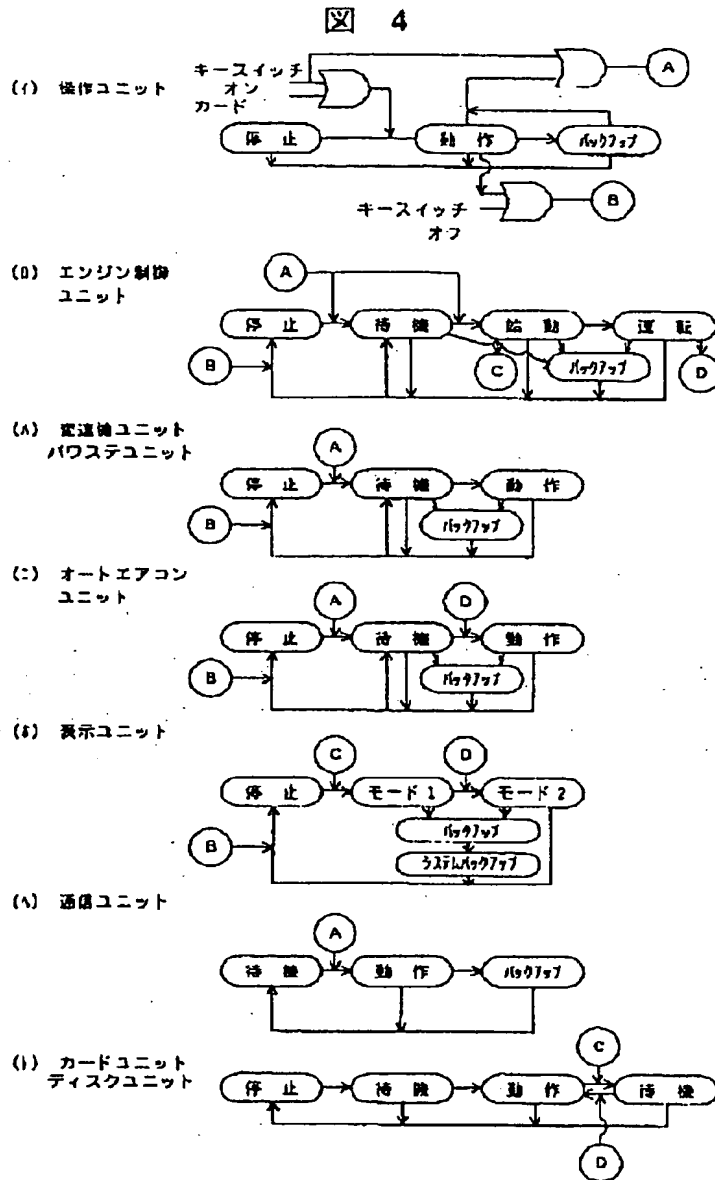 図 4
(イ) 操作ユニット
キースイッチ
オン
カード
A
停止
動作
バックアップ
キースイッチ
オフ
B
(ロ) エンジン制御
ユニット
A
停止
待機
始動
運転
B
C
バックアップ
D
(ハ) 変速機ユニット
パワステユニット
A
停止
待機
動作
B
バックアップ
(ニ) オートエアコン
ユニット
A
D
停止
待機
動作
B
バックアップ
(ホ) 表示ユニット
C
D
停止
モード1
モード2
B
バックアップ
システムバックアップ
(ヘ) 通信ユニット
A
待機
動作
バックアップ
(ト) カードユニット
ディスクユニット
C
停止
待機
動作
待機
D